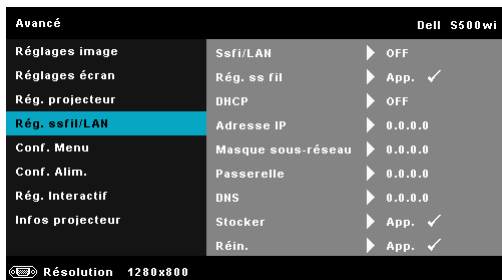 Avancé Dell S500wi
Réglages image
Réglages écran
Rég. projecteur
Rég. ssfil/LAN
Conf. Menu
Conf. Alim.
Rég. Interactif
Infos projecteur
Ssfi/LAN OFF
Rég. ss fil App.
DHCP OFF
Adresse IP 0.0.0.0
Masque sous-réseau 0.0.0.0
Passerelle 0.0.0.0
DNS 0.0.0.0
Stocker App.
Réin. App.
Résolution 1280x800